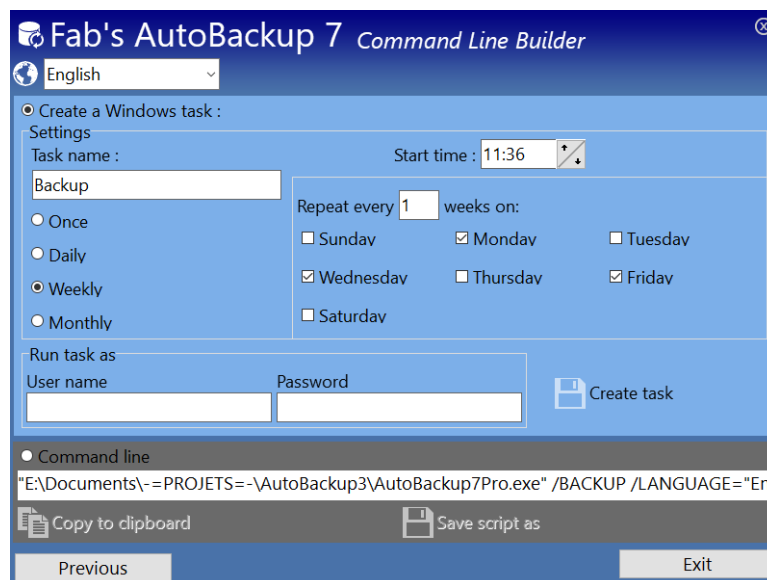 Fab's AutoBackup 7 Command Line Builder
English
Create a Windows task :
Settings
Task name :
Start time : 11:36
Backup
Repeat every 1 weeks on:
Once
Sunday Monday Tuesday
Daily
Wednesday Thursday Friday
Weekly
Saturday
Monthly
Run task as
User name Password
Create task
Command line
"E:\Documents\-=PROJETS=-\AutoBackup3\AutoBackup7Pro.exe" /BACKUP /LANGUAGE="En
Copy to clipboard Save script as
Previous Exit